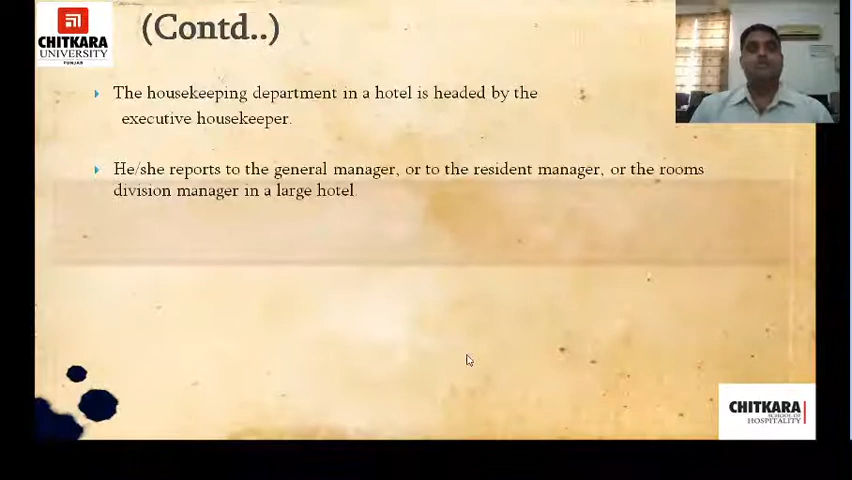 CHITKARA
UNIVERSITY
PUNJAB
(Contd..)
The housekeeping department in a hotel is headed by the
executive housekeeper.
He/she reports to the general manager, or to the resident manager, or the rooms
division manager in a large hotel
CHITKARA
SCHOOL OF
HOSPITALITY